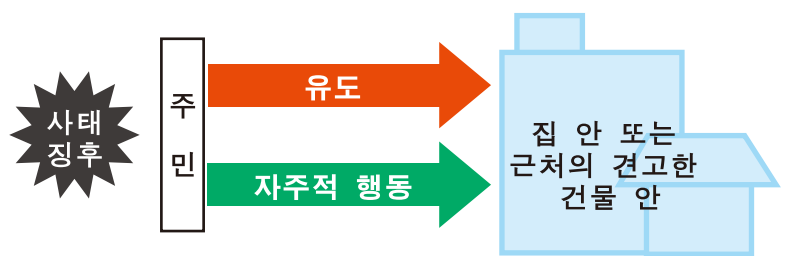 사태
징후
주
민
유도
자주적 행동
집 안 또는
근처의 견고한
건물 안